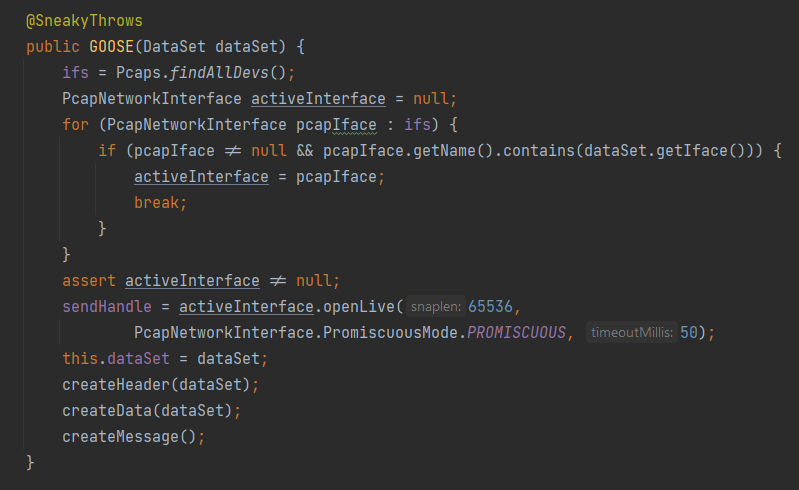 @SneakyThrows
public GOOSE(DataSet dataSet) {
    ifs = Pcaps.findAllDevs();
    PcapNetworkInterface activeInterface = null;
    for (PcapNetworkInterface pcapIface : ifs) {
        if (pcapIface ≠ null && pcapIface.getName().contains(dataSet.getIface())) {
            activeInterface = pcapIface;
            break;
        }
    }
    assert activeInterface ≠ null;
    sendHandle = activeInterface.openLive( snaplen: 65536,
            PcapNetworkInterface.PromiscuousMode.PROMISCUOUS, timeoutMillis: 50);
    this.dataSet = dataSet;
    createHeader(dataSet);
    createData(dataSet);
    createMessage();
}